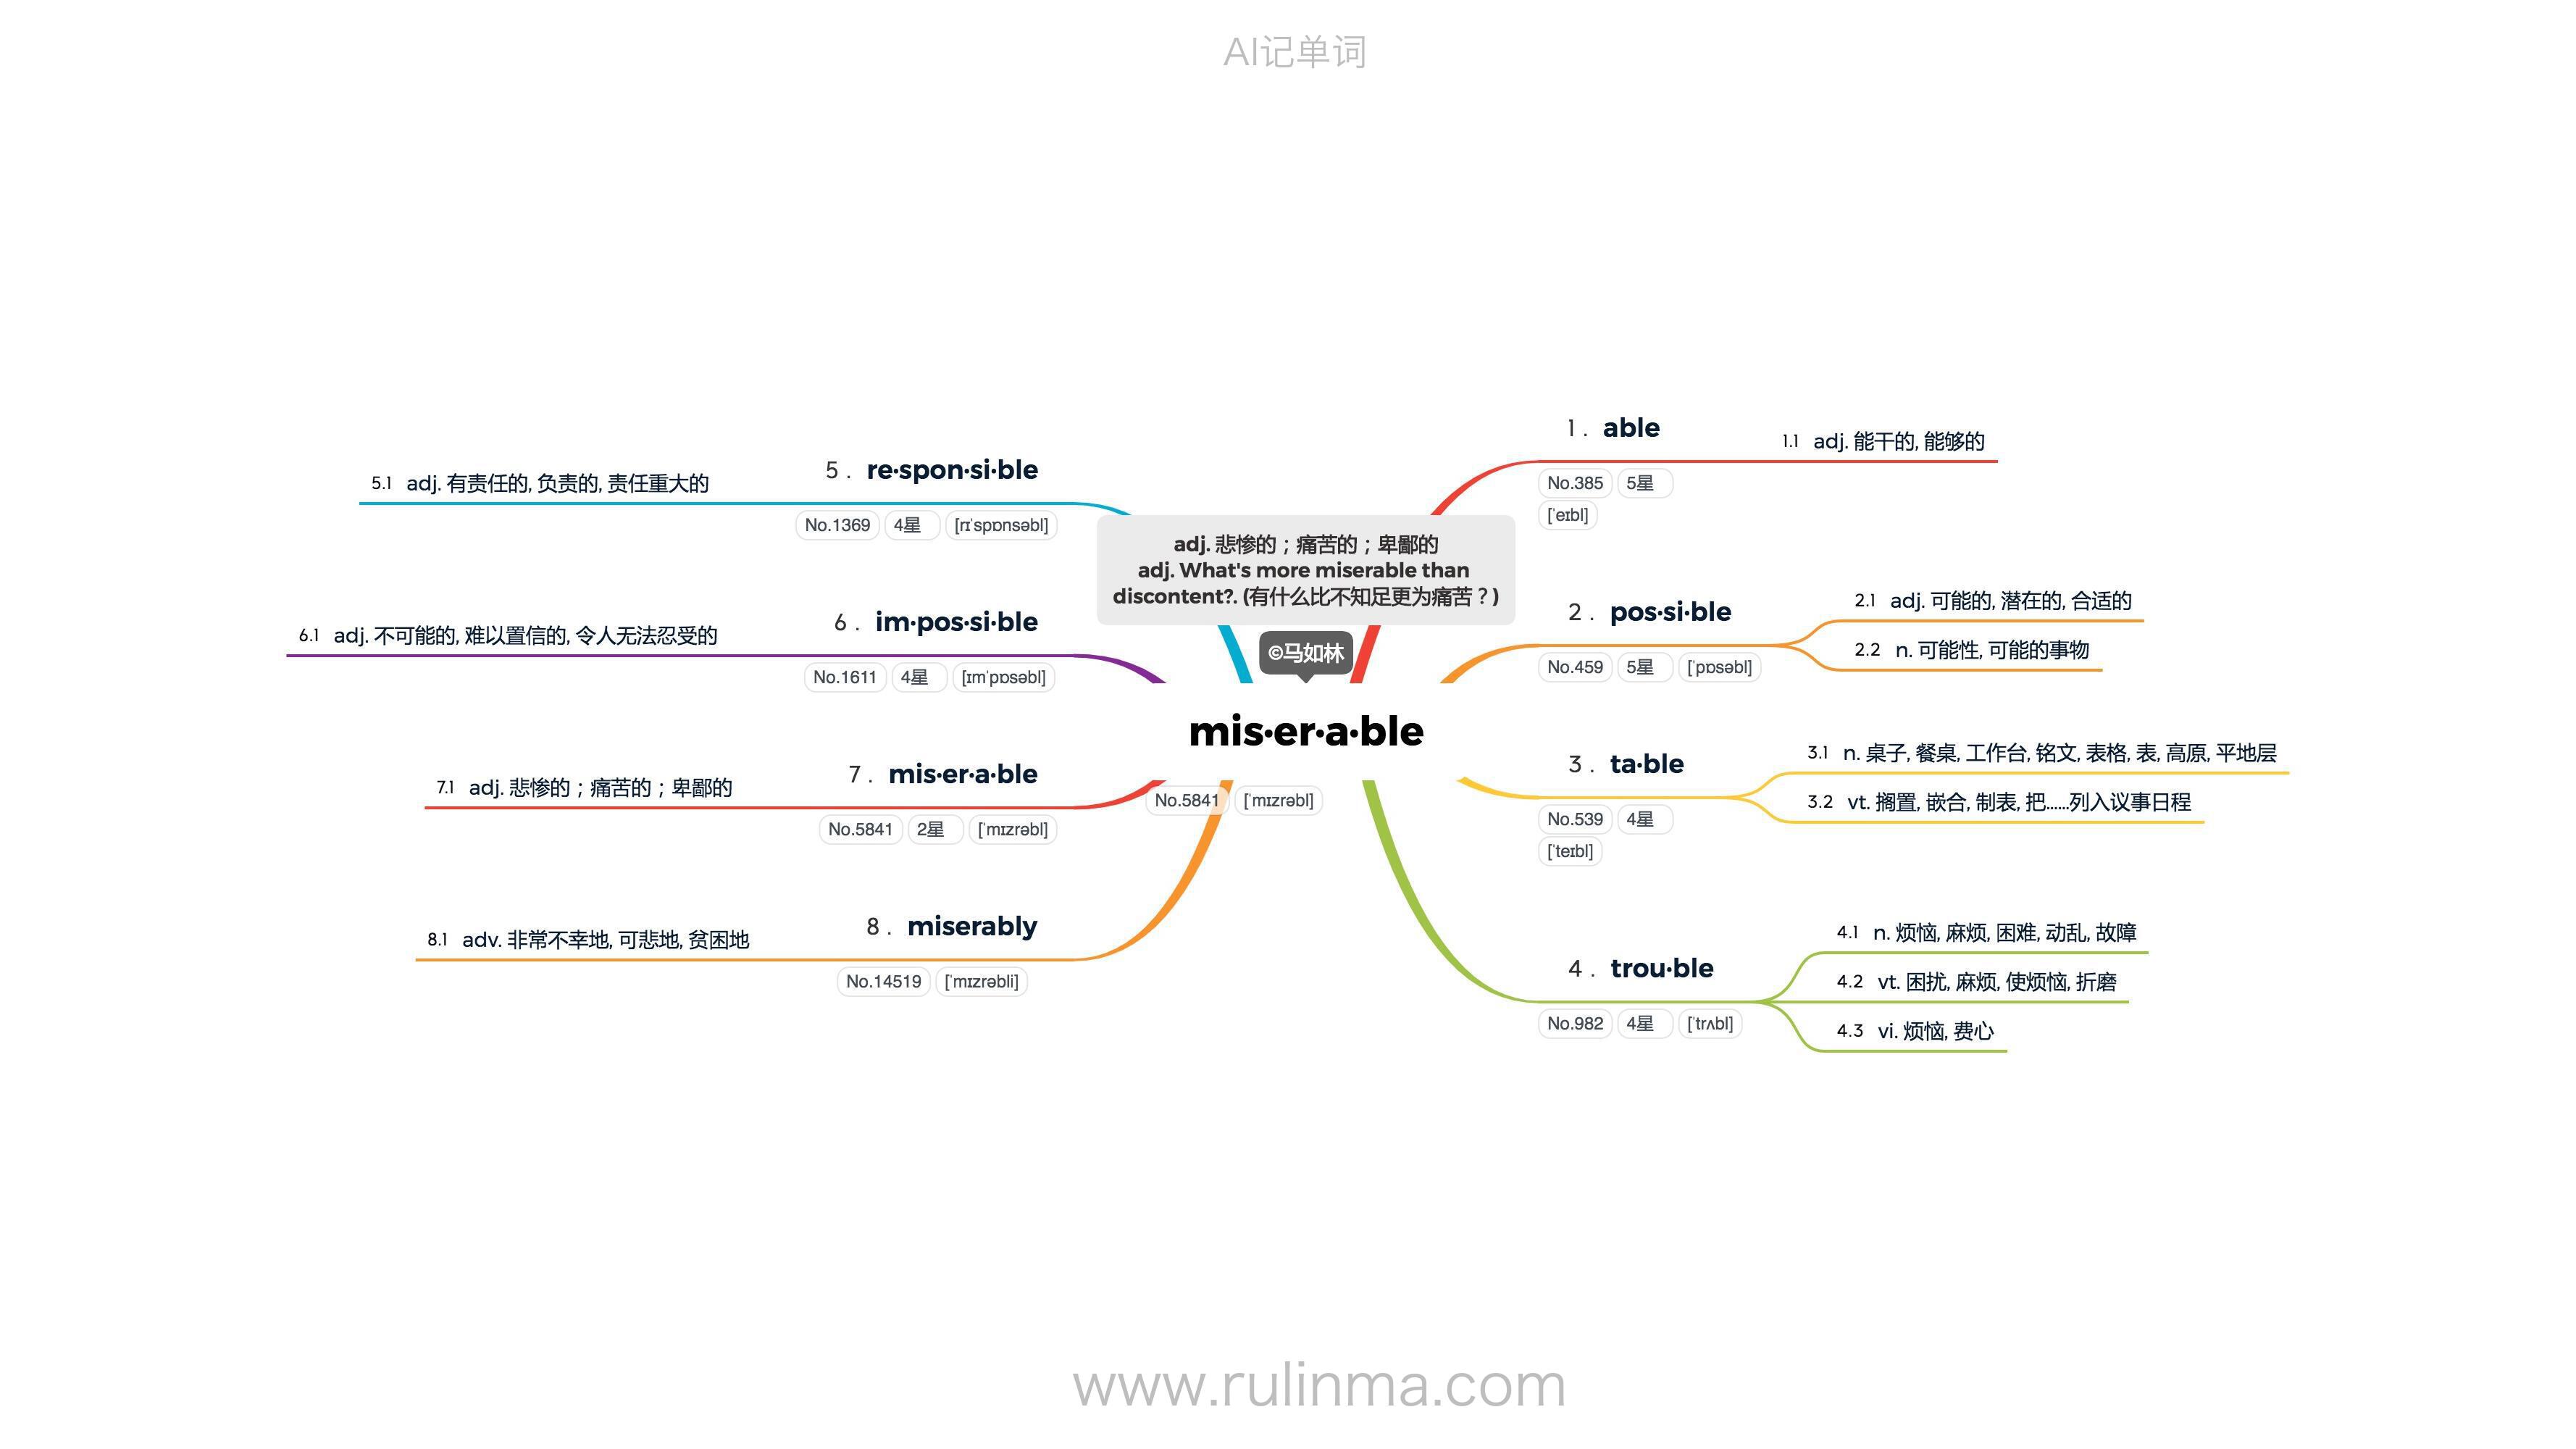 AI记单词
adj. 悲惨的；痛苦的；卑鄙的
adj. What's more miserable than
discontent?. (有什么比不知足更为痛苦？)
©马如林
mis·er·a·ble
No.5841 [ˈmɪzrəbl]
1 . able
No.385 5星
[ˈeɪbl]
1.1 adj. 能干的, 能够的
2 . pos·si·ble
No.459 5星 [ˈpɒsəbl]
2.1 adj. 可能的, 潜在的, 合适的
2.2 n. 可能性, 可能的事物
3 . ta·ble
No.539 4星
[ˈteɪbl]
3.1 n. 桌子, 餐桌, 工作台, 铭文, 表格, 表, 高原, 平地层
3.2 vt. 搁置, 嵌合, 制表, 把......列入议事日程
4 . trou·ble
No.982 4星 [ˈtrʌbl]
4.1 n. 烦恼, 麻烦, 困难, 动乱, 故障
4.2 vt. 困扰, 麻烦, 使烦恼, 折磨
4.3 vi. 烦恼, 费心
5 . re·spon·si·ble
No.1369 4星 [rɪˈspɒnsəbl]
5.1 adj. 有责任的, 负责的, 责任重大的
6 . im·pos·si·ble
No.1611 4星 [ɪmˈpɒsəbl]
6.1 adj. 不可能的, 难以置信的, 令人无法忍受的
7 . mis·er·a·ble
No.5841 2星 [ˈmɪzrəbl]
7.1 adj. 悲惨的；痛苦的；卑鄙的
8 . miserably
No.14519 [ˈmɪzrəbli]
8.1 adv. 非常不幸地, 可悲地, 贫困地
www.rulinma.com